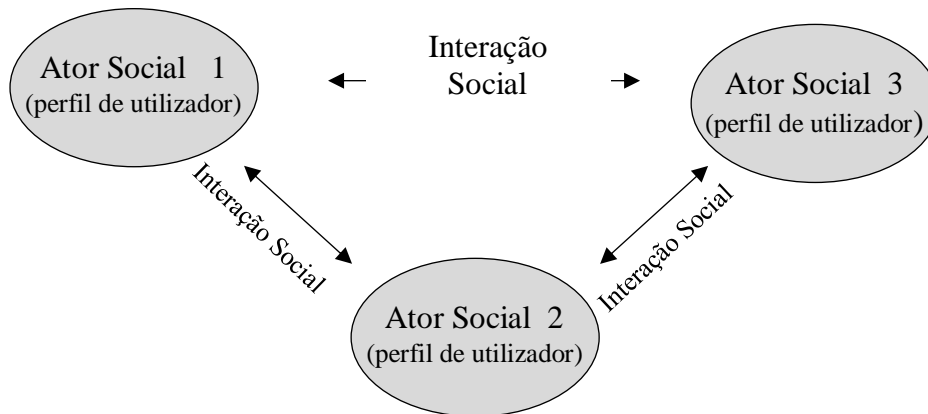 Ator Social 1
(perfil de utilizador)
Interação
Social
Ator Social 3
(perfil de utilizador)
Interação Social
Interação Social
Ator Social 2
(perfil de utilizador)